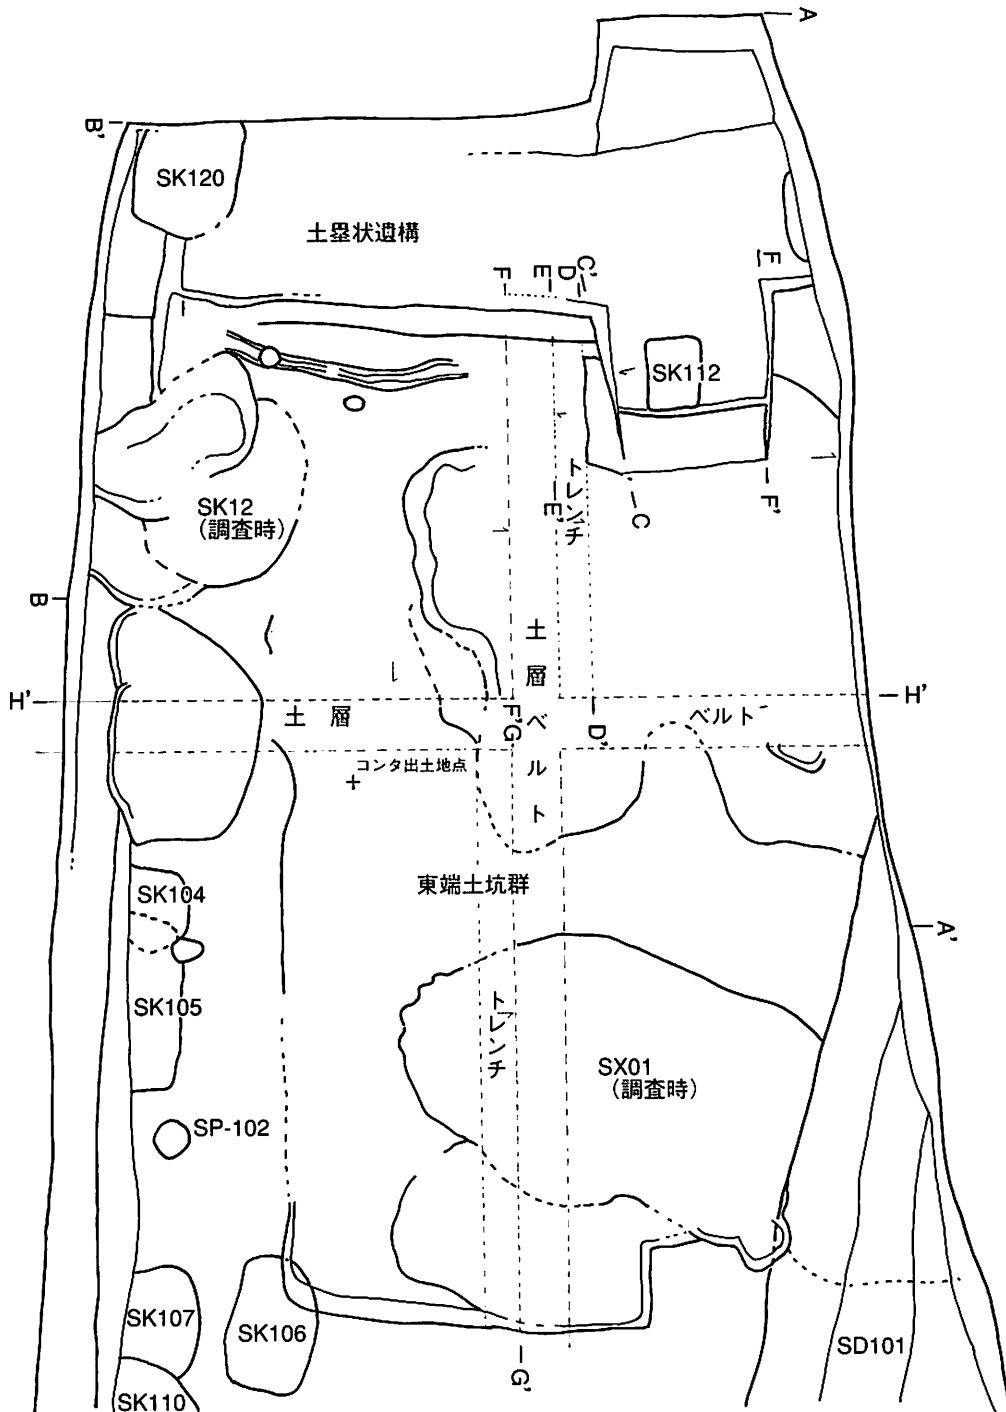 A
B'
SK120
土塁状遺構
F
E
D
C'
F
SK112
トレンチ
E'
C
F'
SK12
(調査時)
B
H'
土層
土層ベルト
F'G
D'
ベルト
H'
コンタ出土地点
東端土坑群
SK104
A'
SK105
トレンチ
SX01
(調査時)
SP-102
SK107
SK106
SD101
G'
SK110